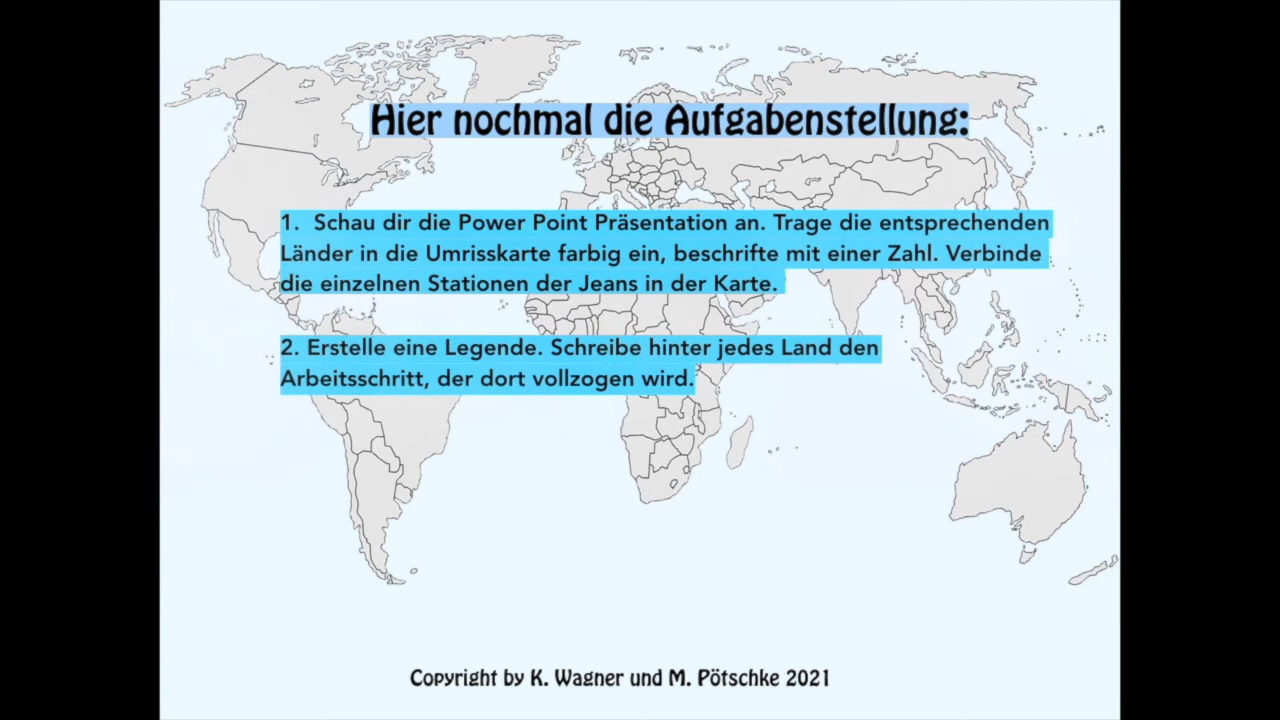 Hier nochmal die Aufgabenstellung:
1. Schau dir die Power Point Präsentation an. Trage die entsprechenden
Länder in die Umrisskarte farbig ein, beschrifte mit einer Zahl. Verbinde
die einzelnen Stationen der Jeans in der Karte.
2. Erstelle eine Legende. Schreibe hinter jedes Land den
Arbeitsschritt, der dort vollzogen wird.
Copyright by K. Wagner und M. Pötschke 2021